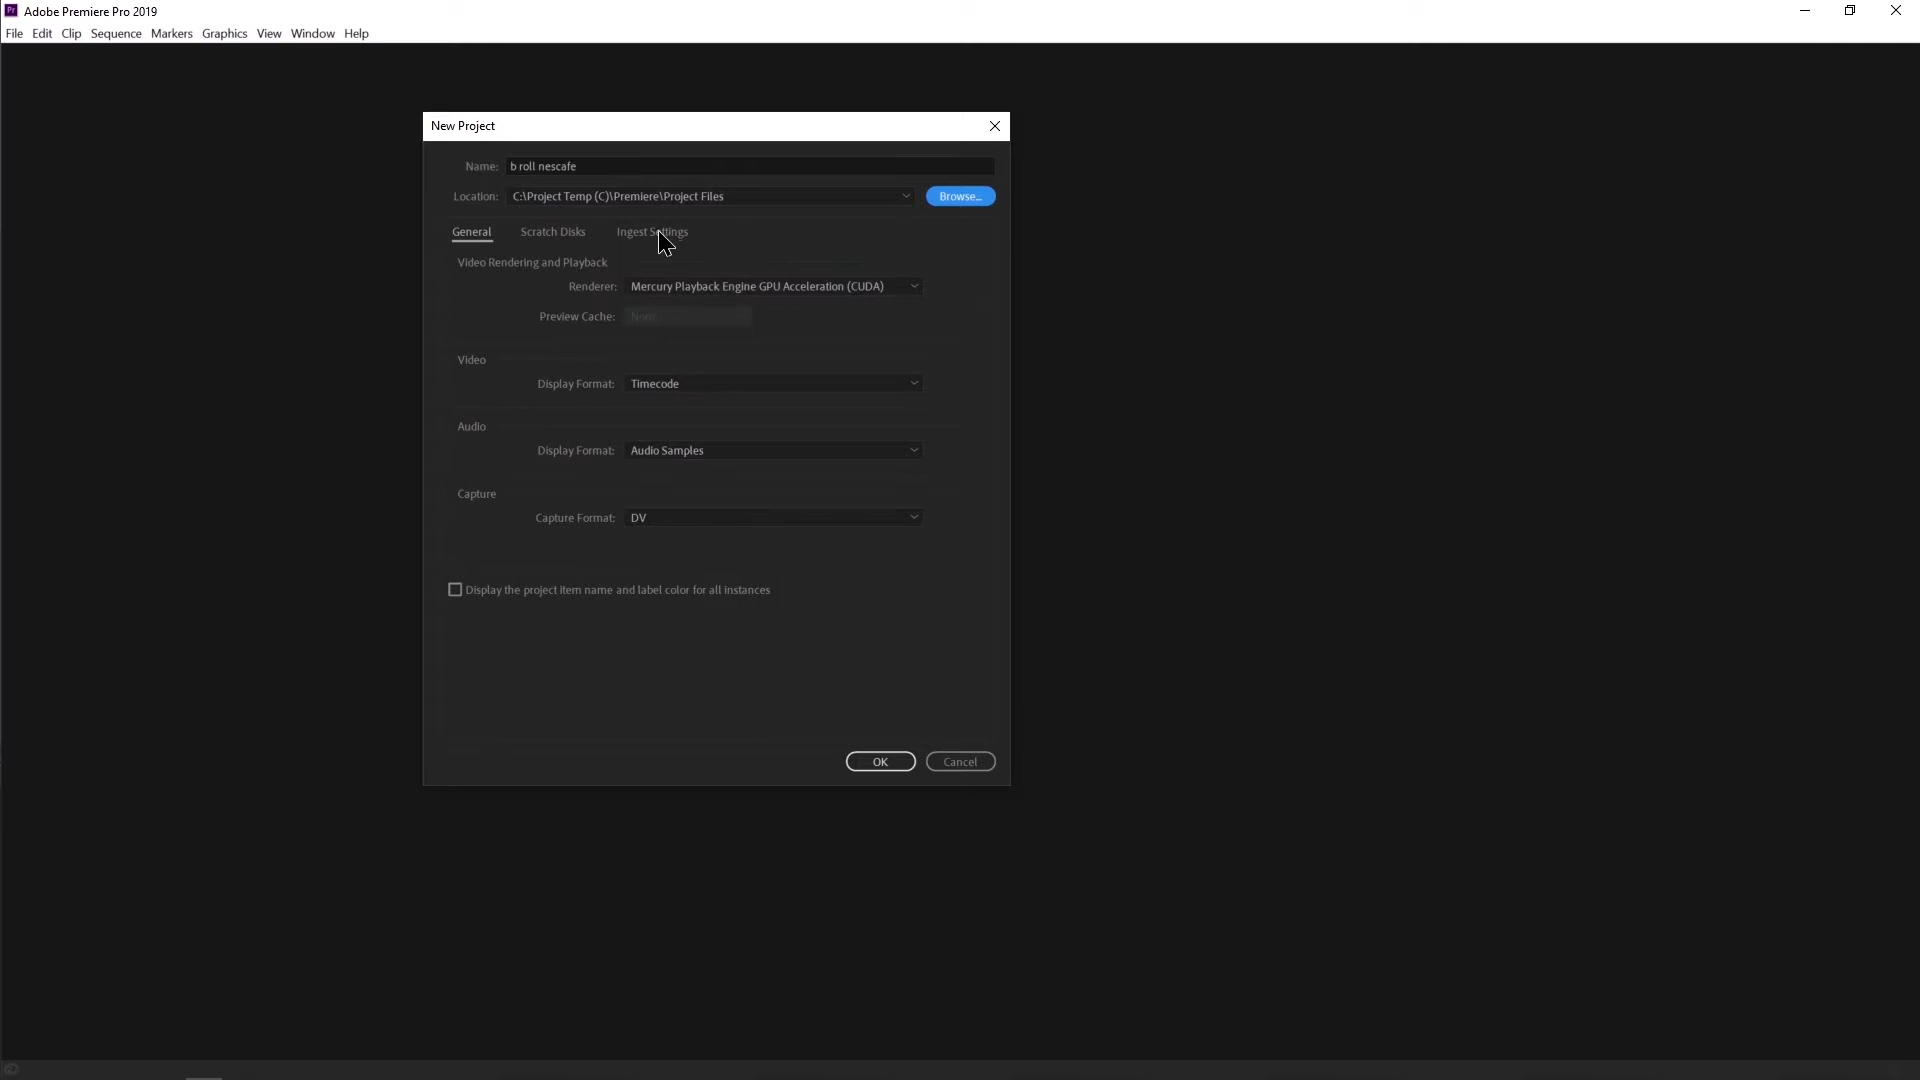 Pr Adobe Premiere Pro 2019
File Edit Clip Sequence Markers Graphics View Window Help
New Project
Name: b roll nescafe
Location: C:\Project Temp (C)\Premiere\Project Files Browse...
General Scratch Disks Ingest Settings
Video Rendering and Playback
Renderer: Mercury Playback Engine GPU Acceleration (CUDA)
Preview Cache: None
Video
Display Format: Timecode
Audio
Display Format: Audio Samples
Capture
Capture Format: DV
Display the project item name and label color for all instances
OK Cancel